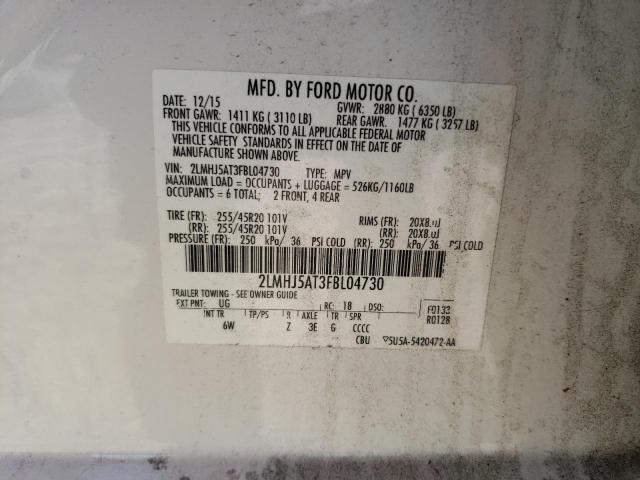 MFD. BY FORD MOTOR CO.
DATE: 12/15 GVWR: 2880 KG ( 6350 LB)
FRONT GAWR: 1411 KG ( 3110 LB) REAR GAWR: 1477 KG ( 3257 LB)
THIS VEHICLE CONFORMS TO ALL APPLICABLE FEDERAL MOTOR
VEHICLE SAFETY STANDARDS IN EFFECT ON THE DATE OF
MANUFACTURE SHOWN ABOVE.
VIN: 2LMHJ5AT3FBL04730 TYPE: MPV
MAXIMUM LOAD = OCCUPANTS + LUGGAGE = 526KG/1160LB
OCCUPANTS = 6 TOTAL; 2 FRONT, 4 REAR
TIRE (FR): 255/45R20 101V RIMS (FR): 20X8.0J
(RR): 255/45R20 101V (RR): 20X8.0J
PRESSURE (FR): 250 kPa/ 36 PSI COLD (RR): 250 kPa/ 36 PSI COLD
2LMHJ5AT3FBL04730
TRAILER TOWING - SEE OWNER GUIDE
EXT PNT: UG RC: 18 DSO: F0132
INT TR TP/PS R AXLE TR SPR R0128
6W Z 3E G CCCC
CBU 5U5A-5420472-AA